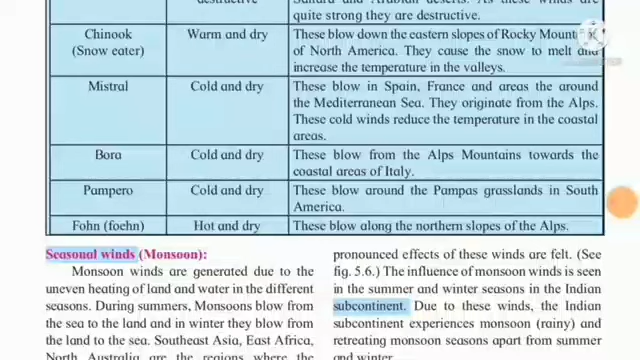 destructive
Sahara and Arabian deserts. As these winds are
quite strong they are destructive.
Chinook
(Snow eater)
Warm and dry
These blow down the eastern slopes of Rocky Mountains
of North America. They cause the snow to melt and
increase the temperature in the valleys.
Mistral
Cold and dry
These blow in Spain, France and areas the around
the Mediterranean Sea. They originate from the Alps.
These cold winds reduce the temperature in the coastal
areas.
Bora
Cold and dry
These blow from the Alps Mountains towards the
coastal areas of Italy.
Pampero
Cold and dry
These blow around the Pampas grasslands in South
America.
Fohn (foehn)
Hot and dry
These blow along the northern slopes of the Alps.
Seasonal winds (Monsoon):
Monsoon winds are generated due to the
uneven heating of land and water in the different
seasons. During summers, Monsoons blow from
the sea to the land and in winter they blow from
the land to the sea. Southeast Asia, East Africa,
North Australia are the regions where the
pronounced effects of these winds are felt. (See
fig. 5.6.) The influence of monsoon winds is seen
in the summer and winter seasons in the Indian
subcontinent. Due to these winds, the Indian
subcontinent experiences monsoon (rainy) and
retreating monsoon seasons apart from summer
and winter.